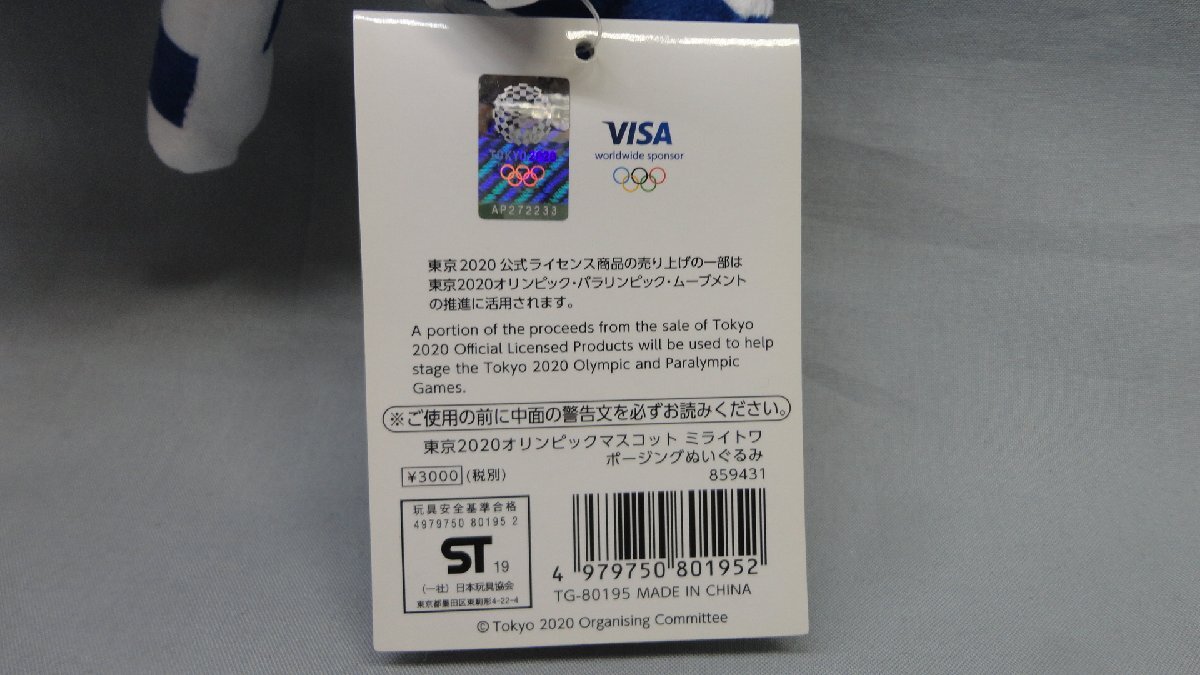 TOKYO 2020
AP272233
VISA
worldwide sponsor
東京2020 公式ライセンス商品の売り上げの一部は
東京2020オリンピック・パラリンピック・ムーブメント
の推進に活用されます。
A portion of the proceeds from the sale of Tokyo
2020 Official Licensed Products will be used to help
stage the Tokyo 2020 Olympic and Paralympic
Games.
※ご使用の前に中面の警告文を必ずお読みください。
東京2020オリンピックマスコット ミライトワ
ポージングぬいぐるみ
¥3000 (税別)
859431
玩具安全基準合格
4979750 80195 2
ST 19
(一社) 日本玩具協会
東京都墨田区東駒形4-22-4
4 979750 801952
TG-80195 MADE IN CHINA
© Tokyo 2020 Organising Committee